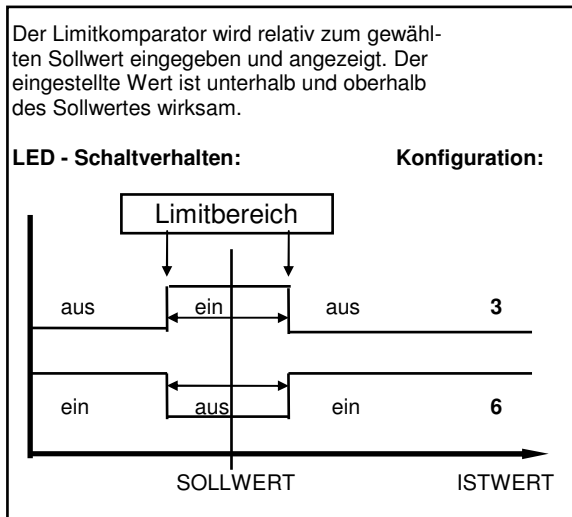 Der Limitkomparator wird relativ zum gewähl-
ten Sollwert eingegeben und angezeigt. Der
eingestellte Wert ist unterhalb und oberhalb
des Sollwertes wirksam.
LED - Schaltverhalten: Konfiguration:
Limitbereich
aus ein aus 3
ein aus ein 6
SOLLWERT ISTWERT